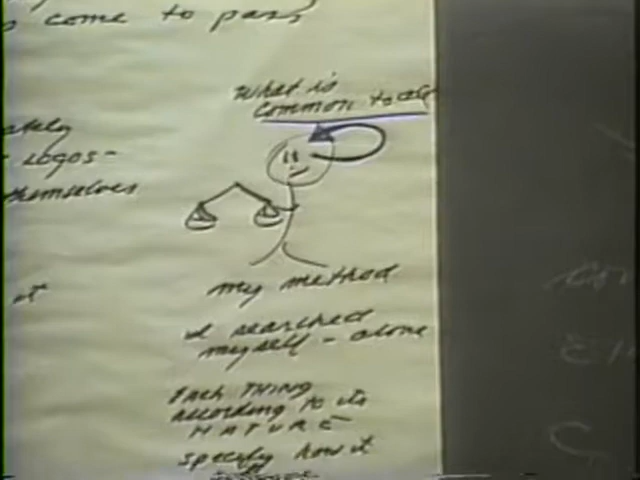 come to pass
What is
common to all
logos-
themselves
it
my method
I searched
myself - alone
Each THING
according to its
NATURE
specify how it